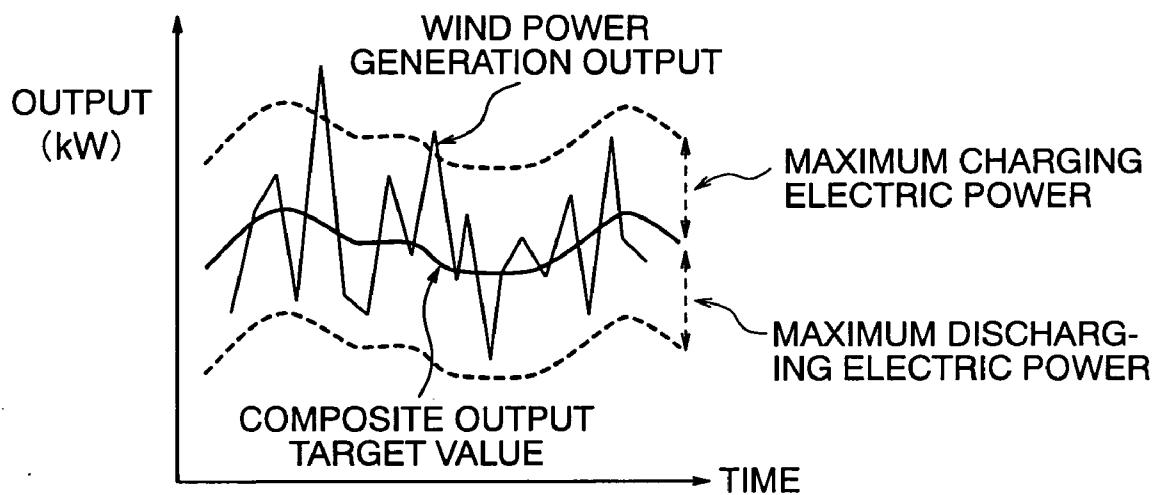 WIND POWER
GENERATION OUTPUT
OUTPUT
(kW)
MAXIMUM CHARGING
ELECTRIC POWER
MAXIMUM DISCHARG-
ING ELECTRIC POWER
COMPOSITE OUTPUT
TARGET VALUE
TIME